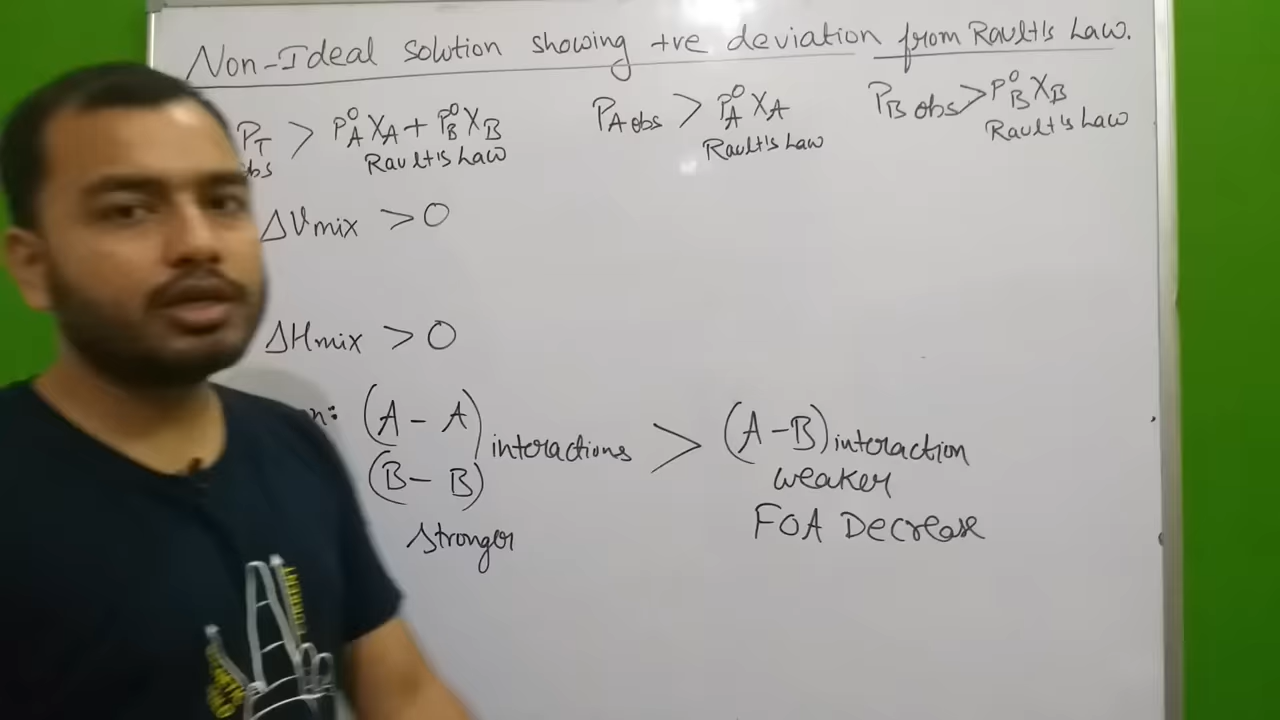 Non-Ideal solution showing +ve deviation from Rault's Law.
PT > P°A XA + P°B XB
obs Rault's Law
PA obs > P°A XA
Rault's Law
PB obs > P°B XB
Rault's Law
ΔVmix > 0
ΔHmix > 0
(A - A)
(B - B) interactions > (A - B) interaction
stronger
weaker
FOA Decrease